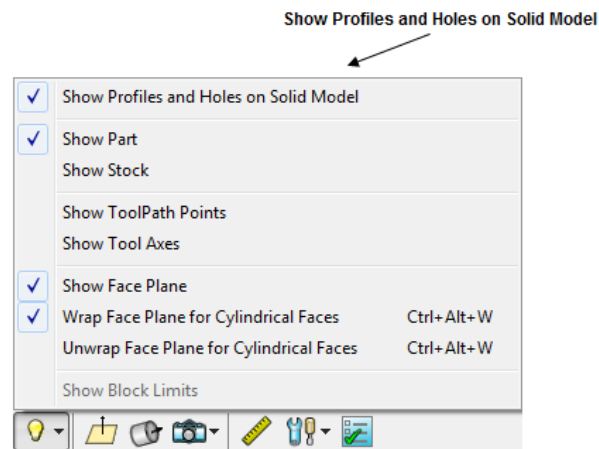 Show Profiles and Holes on Solid Model
Show Profiles and Holes on Solid Model
Show Part
Show Stock
Show ToolPath Points
Show Tool Axes
Show Face Plane
Wrap Face Plane for Cylindrical Faces Ctrl+Alt+W
Unwrap Face Plane for Cylindrical Faces Ctrl+Alt+W
Show Block Limits